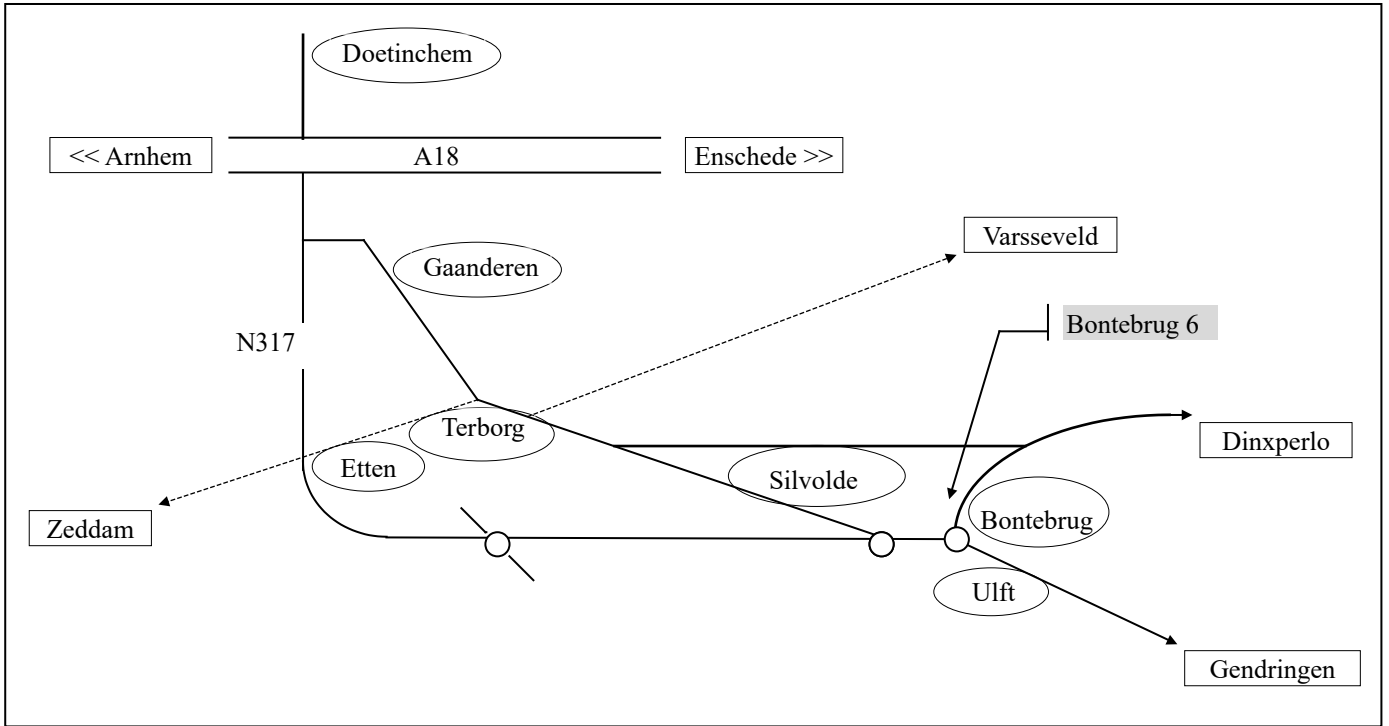 Doetinchem
<< Arnhem
A18
Enschede >>
Varsseveld
Gaanderen
Bontebrug 6
N317
Terborg
Dinxperlo
Etten
Silvolde
Zeddam
Bontebrug
Ulft
Gendringen